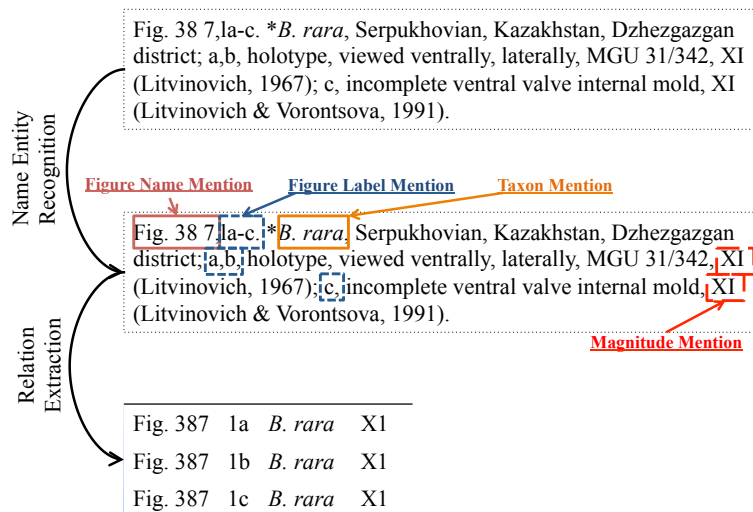 Fig. 38 7,la-c. *B. rara, Serpukhovian, Kazakhstan, Dzhezgazgan
district; a,b, holotype, viewed ventrally, laterally, MGU 31/342, XI
(Litvinovich, 1967); c, incomplete ventral valve internal mold, XI
(Litvinovich & Vorontsova, 1991).
Name Entity
Recognition
Figure Name Mention
Figure Label Mention
Taxon Mention
Fig. 38 7,la-c. *B. rara, Serpukhovian, Kazakhstan, Dzhezgazgan
district; a,b, holotype, viewed ventrally, laterally, MGU 31/342, XI
(Litvinovich, 1967); c, incomplete ventral valve internal mold, XI
(Litvinovich & Vorontsova, 1991).
Magnitude Mention
Relation
Extraction
Fig. 387 1a B. rara X1
Fig. 387 1b B. rara X1
Fig. 387 1c B. rara X1